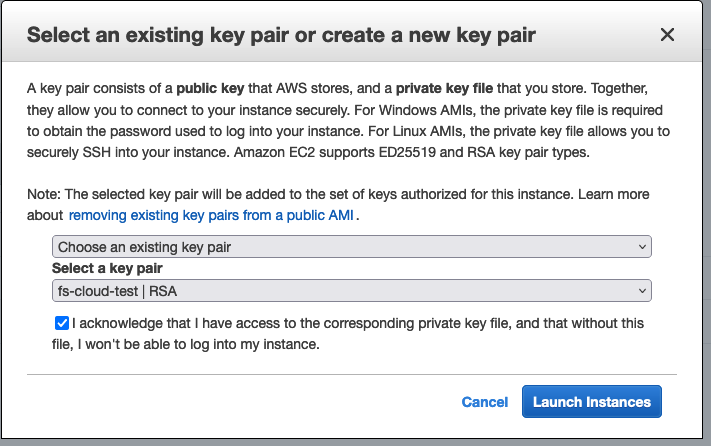 Select an existing key pair or create a new key pair
A key pair consists of a public key that AWS stores, and a private key file that you store. Together,
they allow you to connect to your instance securely. For Windows AMIs, the private key file is required
to obtain the password used to log into your instance. For Linux AMIs, the private key file allows you to
securely SSH into your instance. Amazon EC2 supports ED25519 and RSA key pair types.
Note: The selected key pair will be added to the set of keys authorized for this instance. Learn more
about removing existing key pairs from a public AMI .
Choose an existing key pair
Select a key pair
fs-cloud-test | RSA
I acknowledge that I have access to the corresponding private key file, and that without this
file, I won't be able to log into my instance.
Cancel Launch Instances